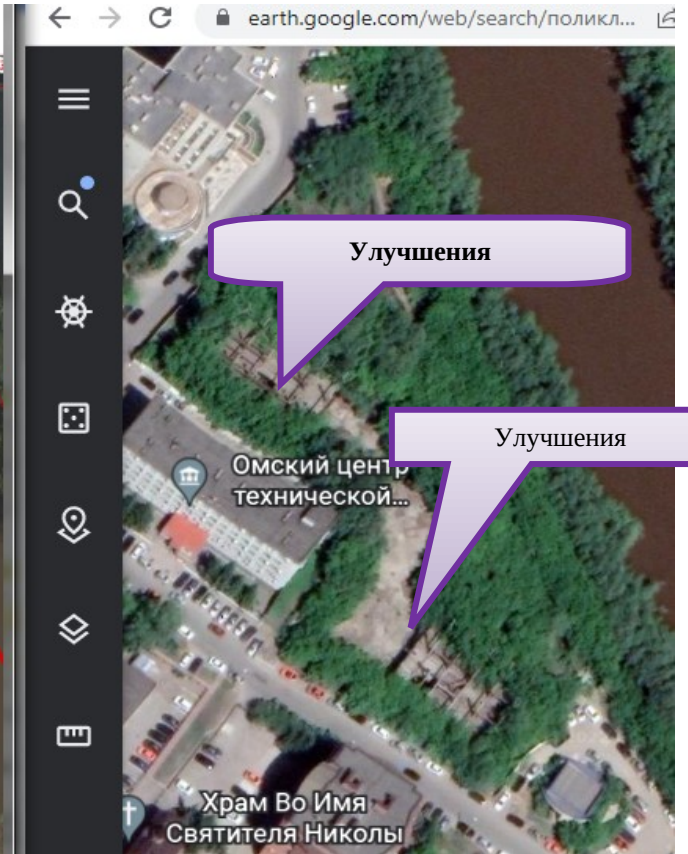 earth.google.com/web/search/поликл...
Улучшения
Улучшения
Омский центр
технической...
Храм Во Имя
Святителя Николы